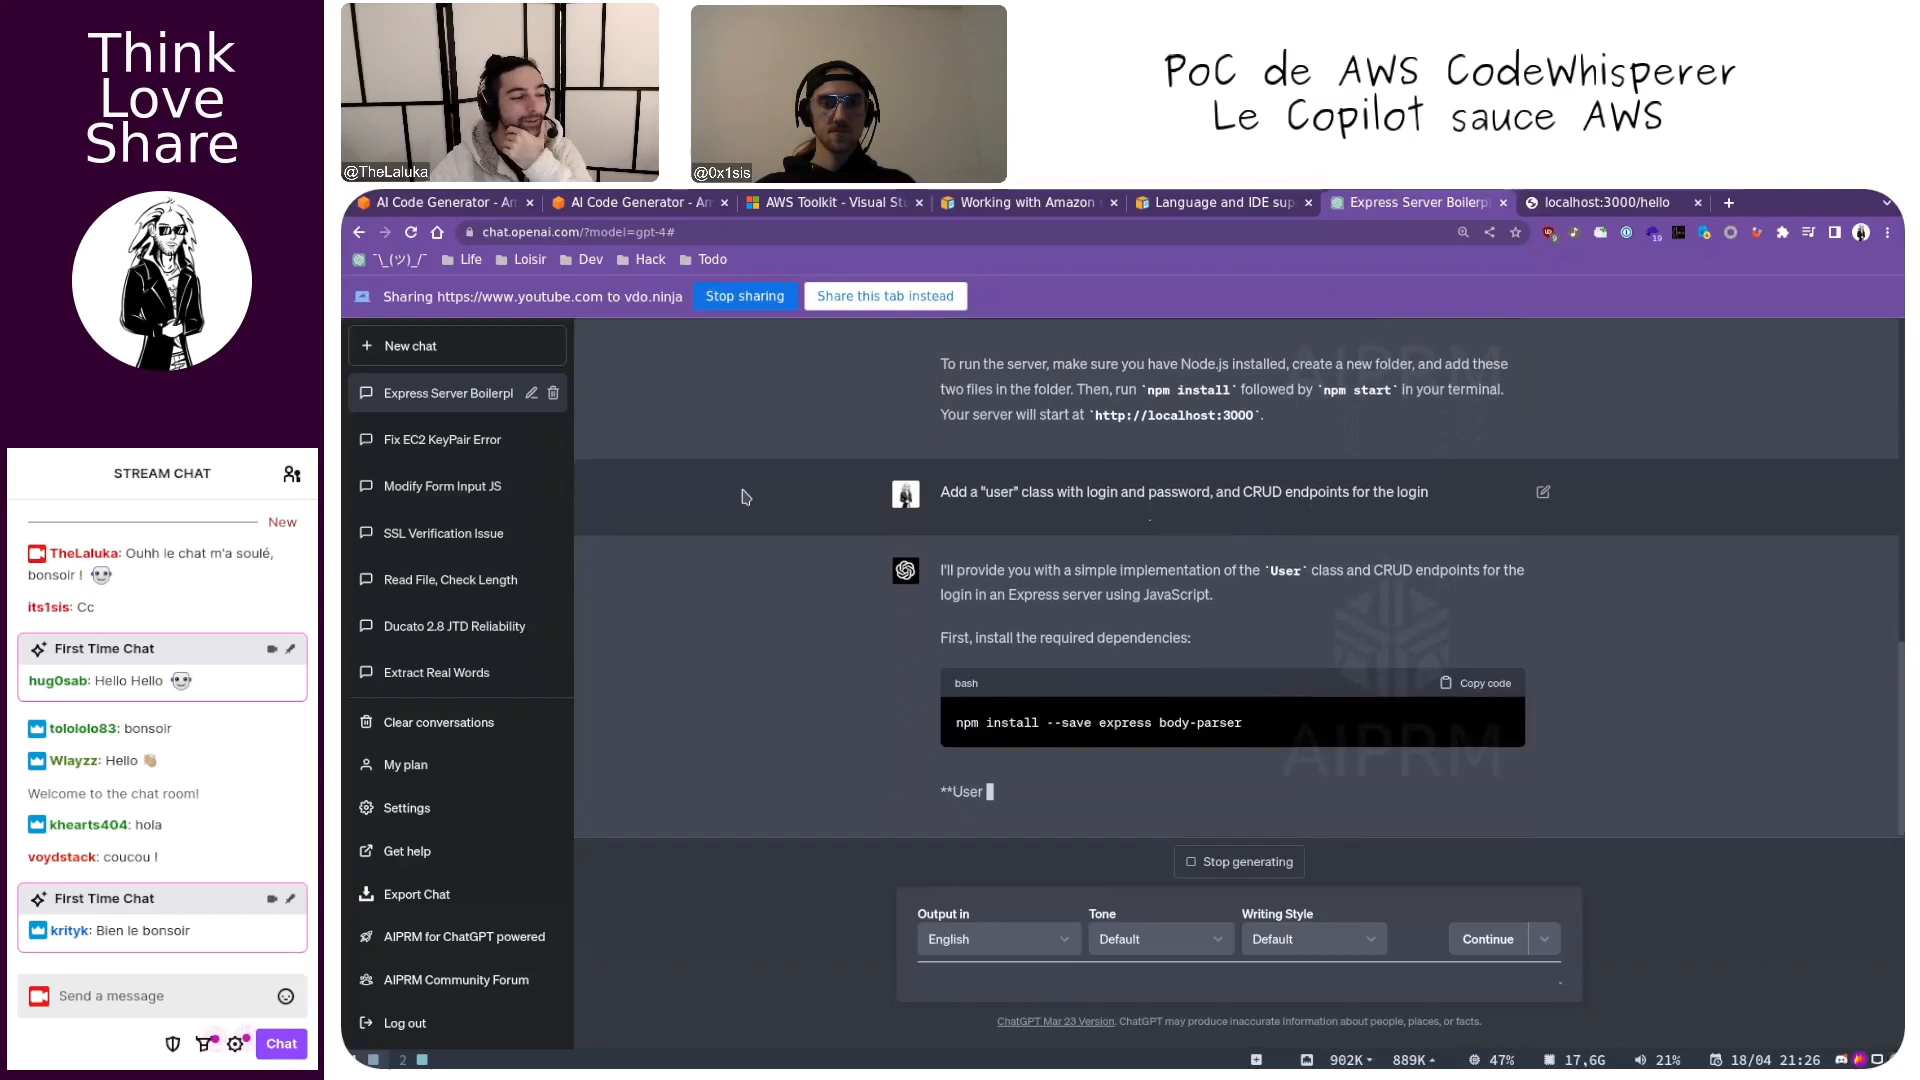 Think
Love
Share
@TheLaluka
@0x1sis
PoC de AWS CodeWhisperer
Le Copilot sauce AWS
STREAM CHAT
New
TheLaluka: Ouhh le chat m'a soulé,
bonsoir !
its1sis: Cc
First Time Chat
hug0sab: Hello Hello
tolololo83: bonsoir
Wlayzz: Hello
Welcome to the chat room!
khearts404: hola
voydstack: coucou !
First Time Chat
krityk: Bien le bonsoir
Send a message
Chat
AI Code Generator - Am
AI Code Generator - Am
AWS Toolkit - Visual Stu
Working with Amazon
Language and IDE sup
Express Server Boilerpl
localhost:3000/hello
chat.openai.com/?model=gpt-4#
¯\_(ツ)_/¯
Life
Loisir
Dev
Hack
Todo
Sharing https://www.youtube.com to vdo.ninja
Stop sharing
Share this tab instead
New chat
Express Server Boilerpl
Fix EC2 KeyPair Error
Modify Form Input JS
SSL Verification Issue
Read File, Check Length
Ducato 2.8 JTD Reliability
Extract Real Words
Clear conversations
My plan
Settings
Get help
Export Chat
AIPRM for ChatGPT powered
AIPRM Community Forum
Log out
To run the server, make sure you have Node.js installed, create a new folder, and add these
two files in the folder. Then, run `npm install` followed by `npm start` in your terminal.
Your server will start at `http://localhost:3000`.
Add a "user" class with login and password, and CRUD endpoints for the login
I'll provide you with a simple implementation of the `User` class and CRUD endpoints for the
login in an Express server using JavaScript.
First, install the required dependencies:
bash
Copy code
npm install --save express body-parser
AIPRM
**User
Stop generating
Output in
Tone
Writing Style
English
Default
Default
Continue
ChatGPT Mar 23 Version. ChatGPT may produce inaccurate information about people, places, or facts.
2
902K
889K
47%
17,6G
21%
18/04 21:26